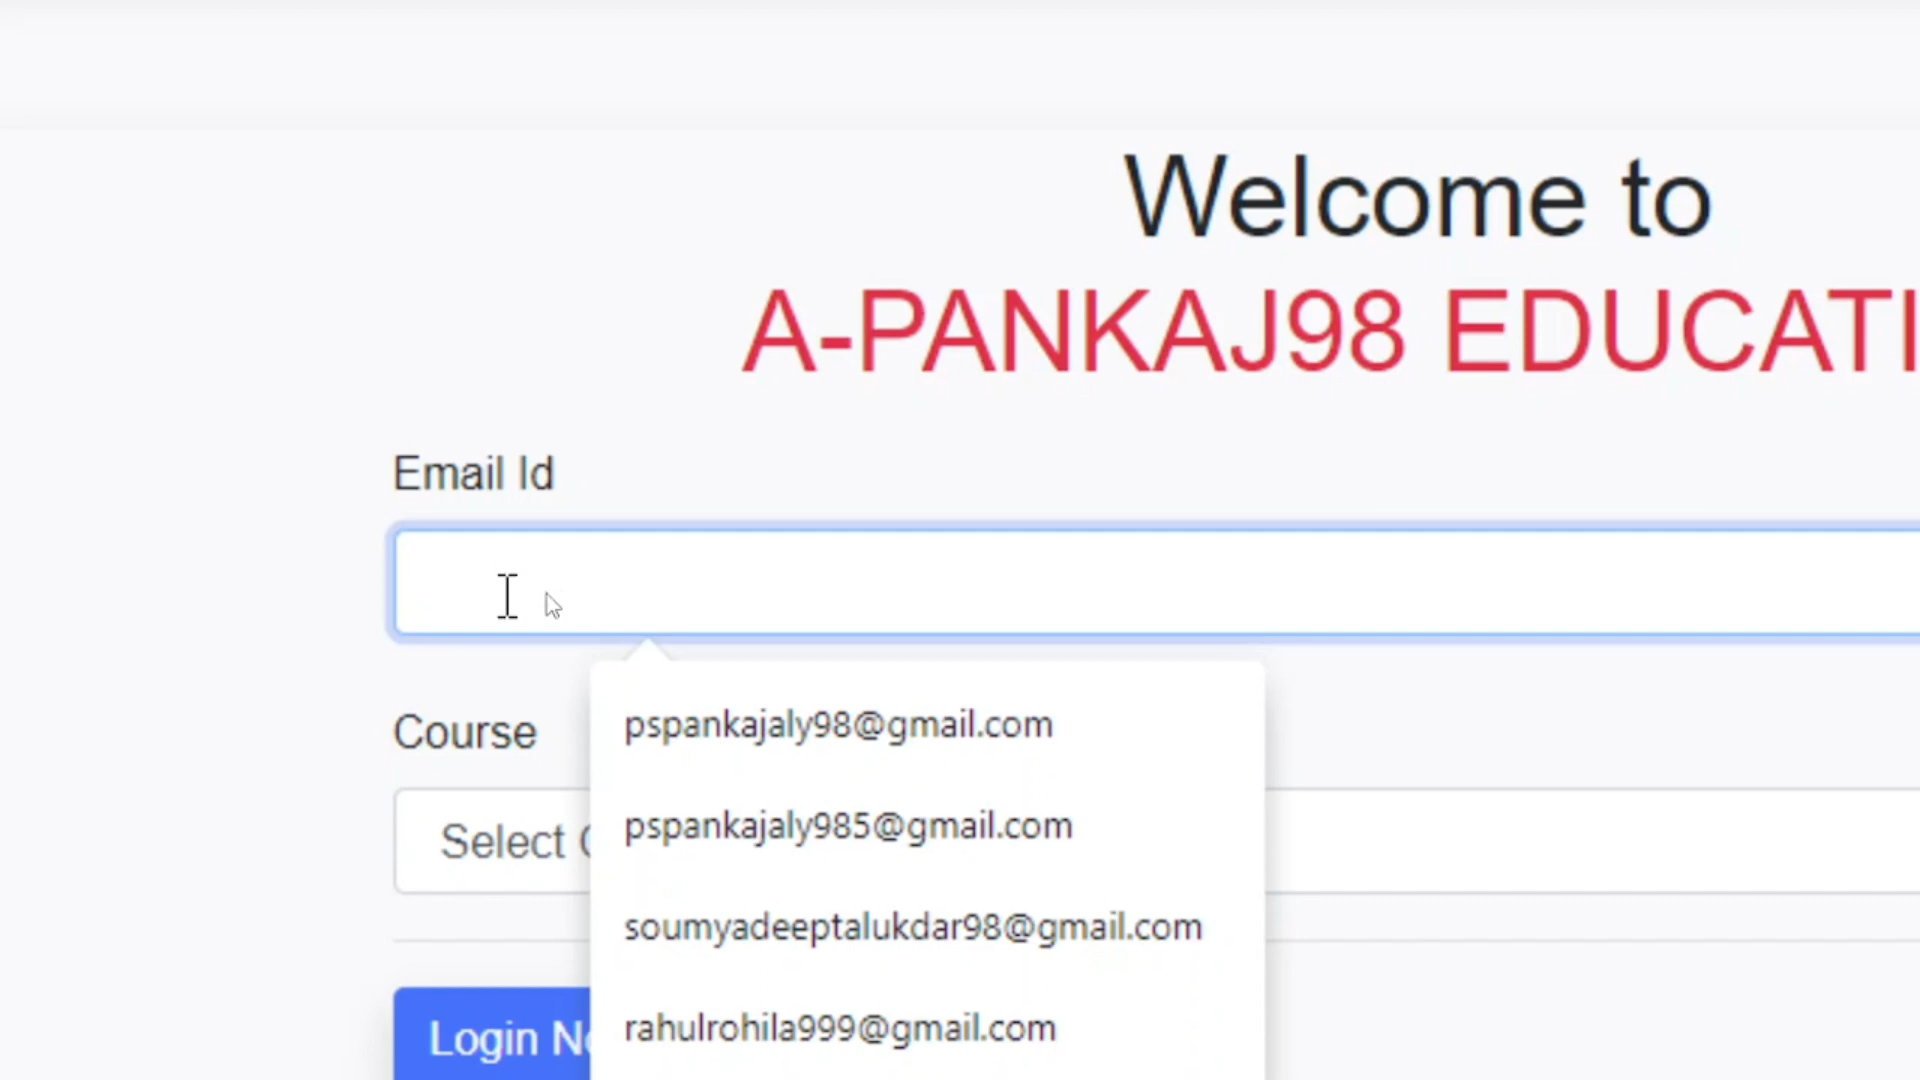 Welcome to
A-PANKAJ98 EDUCATI
Email Id
pspankajaly98@gmail.com
Course
pspankajaly985@gmail.com
Select
soumyadeeptalukdar98@gmail.com
Login
rahulrohila999@gmail.com